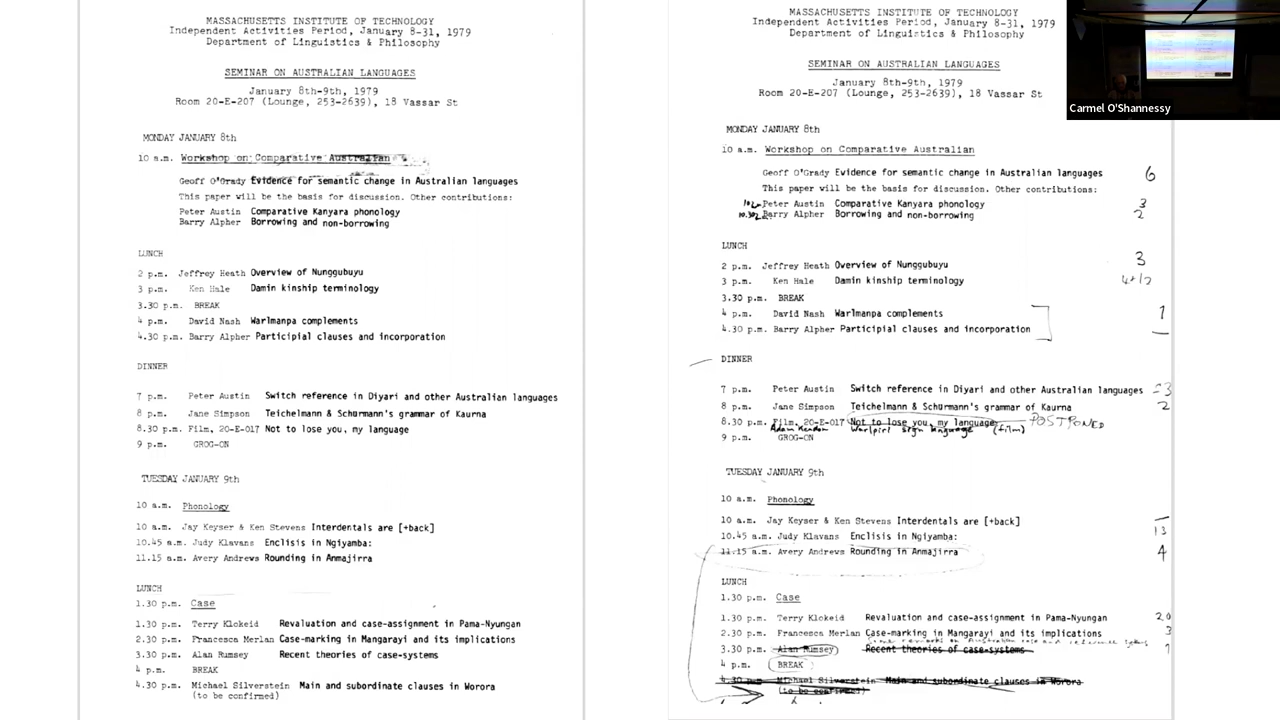 MASSACHUSETTS INSTITUTE OF TECHNOLOGY
Independent Activities Period, January 8-31, 1979
Department of Linguistics & Philosophy
SEMINAR ON AUSTRALIAN LANGUAGES
January 8th-9th, 1979
Room 20-E-207 (Lounge, 253-2639), 18 Vassar St
MONDAY JANUARY 8th
10 a.m. Workshop on Comparative Australian
Geoff O'Grady Evidence for semantic change in Australian languages
This paper will be the basis for discussion. Other contributions:
Peter Austin Comparative Kanyara phonology
Barry Alpher Borrowing and non-borrowing
LUNCH
2 p.m. Jeffrey Heath Overview of Nunggubuyu
3 p.m. Ken Hale Damin kinship terminology
3.30 p.m. BREAK
4 p.m. David Nash Warlmanpa complements
4.30 p.m. Barry Alpher Participial clauses and incorporation
DINNER
7 p.m. Peter Austin Switch reference in Diyari and other Australian languages
8 p.m. Jane Simpson Teichelmann & Schurmann's grammar of Kaurna
8.30 p.m. Film, 20-E-017 Not to lose you, my language
9 p.m. GROG-ON
TUESDAY JANUARY 9th
10 a.m. Phonology
10 a.m. Jay Keyser & Ken Stevens Interdentals are [+back]
10.45 a.m. Judy Klavans Enclisis in Ngiyamba:
11.15 a.m. Avery Andrews Rounding in Anmajirra
LUNCH
1.30 p.m. Case
1.30 p.m. Terry Klokeid Revaluation and case-assignment in Pama-Nyungan
2.30 p.m. Francesca Merlan Case-marking in Mangarayi and its implications
3.30 p.m. Alan Rumsey Recent theories of case-systems
4 p.m. BREAK
4.30 p.m. Michael Silverstein Main and subordinate clauses in Worora
(to be confirmed)
MASSACHUSETTS INSTITUTE OF TECHNOLOGY
Independent Activities Period, January 8-31, 1979
Department of Linguistics & Philosophy
SEMINAR ON AUSTRALIAN LANGUAGES
January 8th-9th, 1979
Room 20-E-207 (Lounge, 253-2639), 18 Vassar St
MONDAY JANUARY 8th
10 a.m. Workshop on Comparative Australian
Geoff O'Grady Evidence for semantic change in Australian languages 6
This paper will be the basis for discussion. Other contributions:
Peter Austin Comparative Kanyara phonology 3
Barry Alpher Borrowing and non-borrowing 2
LUNCH
2 p.m. Jeffrey Heath Overview of Nunggubuyu 3
3 p.m. Ken Hale Damin kinship terminology
3.30 p.m. BREAK
4 p.m. David Nash Warlmanpa complements 1
4.30 p.m. Barry Alpher Participial clauses and incorporation
DINNER
7 p.m. Peter Austin Switch reference in Diyari and other Australian languages 3
8 p.m. Jane Simpson Teichelmann & Schurmann's grammar of Kaurna 2
8.30 p.m. Film, 20-E-017 Not to lose you, my language POSTPONED
Adam Kendon Warlpiri sign language (film)
9 p.m. GROG-ON
TUESDAY JANUARY 9th
10 a.m. Phonology
10 a.m. Jay Keyser & Ken Stevens Interdentals are [+back]
10.45 a.m. Judy Klavans Enclisis in Ngiyamba: 13
11.15 a.m. Avery Andrews Rounding in Anmajirra 4
LUNCH
1.30 p.m. Case
1.30 p.m. Terry Klokeid Revaluation and case-assignment in Pama-Nyungan 20
2.30 p.m. Francesca Merlan Case-marking in Mangarayi and its implications 3
3.30 p.m. Alan Rumsey Recent theories of case-systems
4 p.m. BREAK
4.30 p.m. Michael Silverstein Main and subordinate clauses in Worora
(to be confirmed)
Carmel O'Shannessy